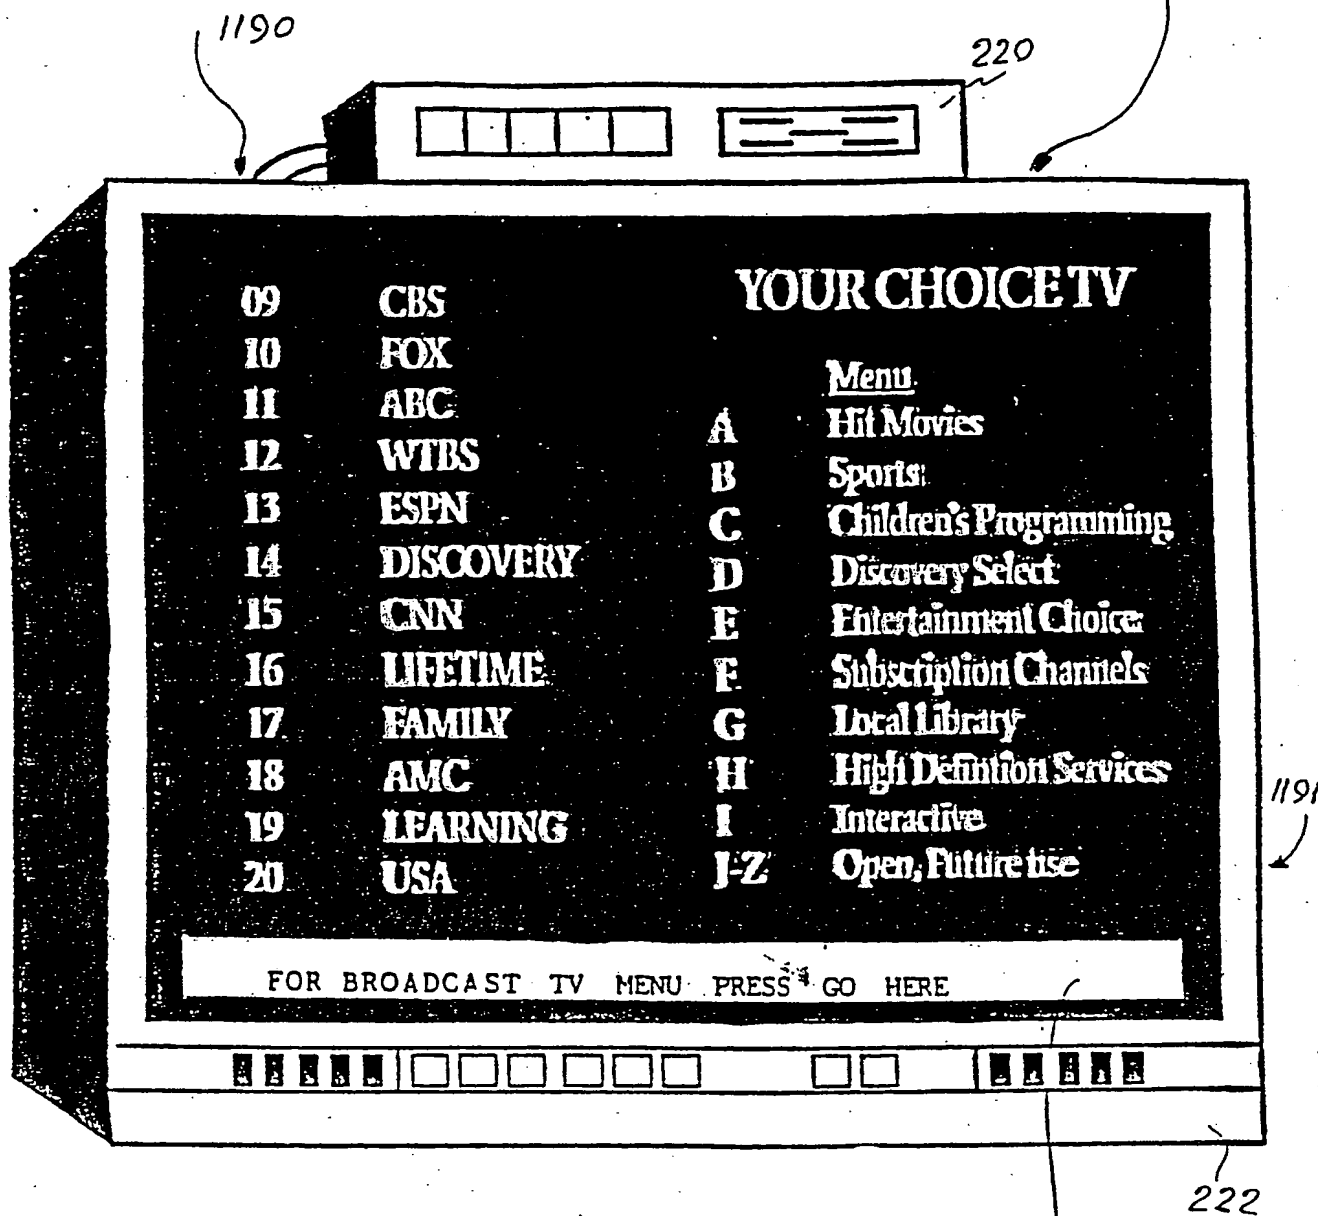 1190
220
09 CBS
10 FOX
11 ABC
12 WTBS
13 ESPN
14 DISCOVERY
15 CNN
16 LIFETIME
17 FAMILY
18 AMC
19 LEARNING
20 USA
YOUR CHOICE TV
Menu
A Hit Movies
B Sports
C Children's Programming
D Discovery Select
E Entertainment Choice
F Subscription Channels
G Local Library
H High Defintion Services
I Interactive
J-Z Open, Future use
1191
FOR BROADCAST TV MENU PRESS GO HERE
222